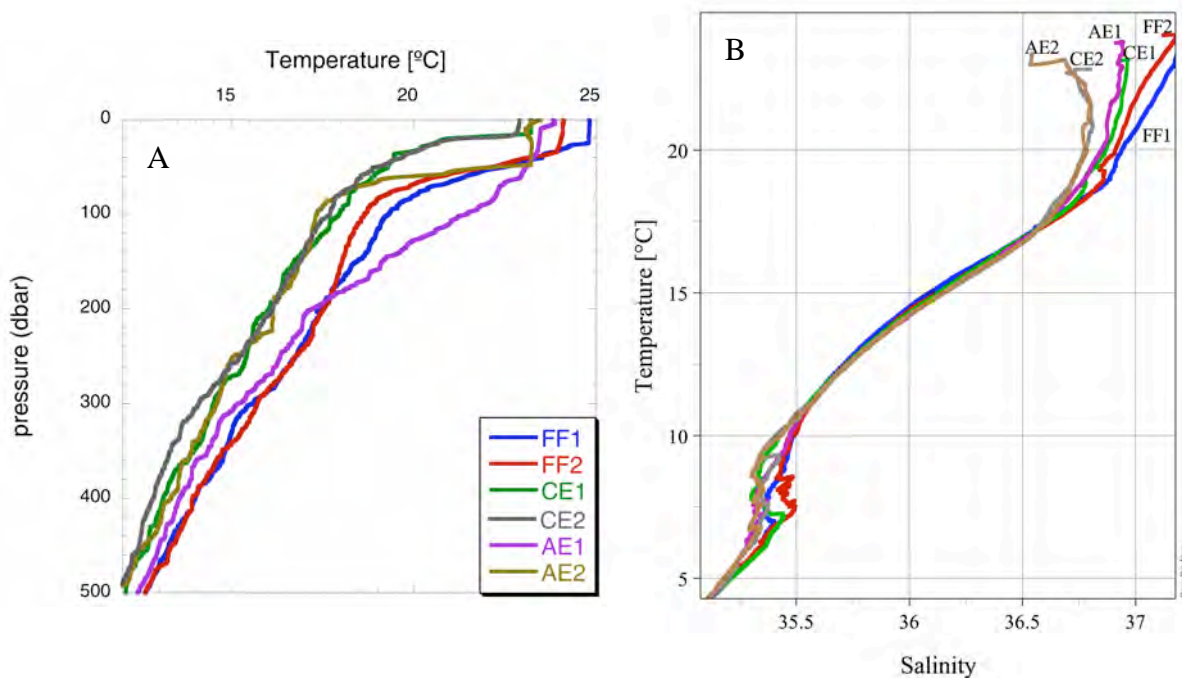 Temperature [ºC]
15
20
25
A
0
100
200
300
400
500
pressure (dbar)
FF1
FF2
CE1
CE2
AE1
AE2
B
AE2
CE2
AE1
CE1
FF2
FF1
20
15
10
5
Temperature [°C]
35.5
36
36.5
37
Salinity